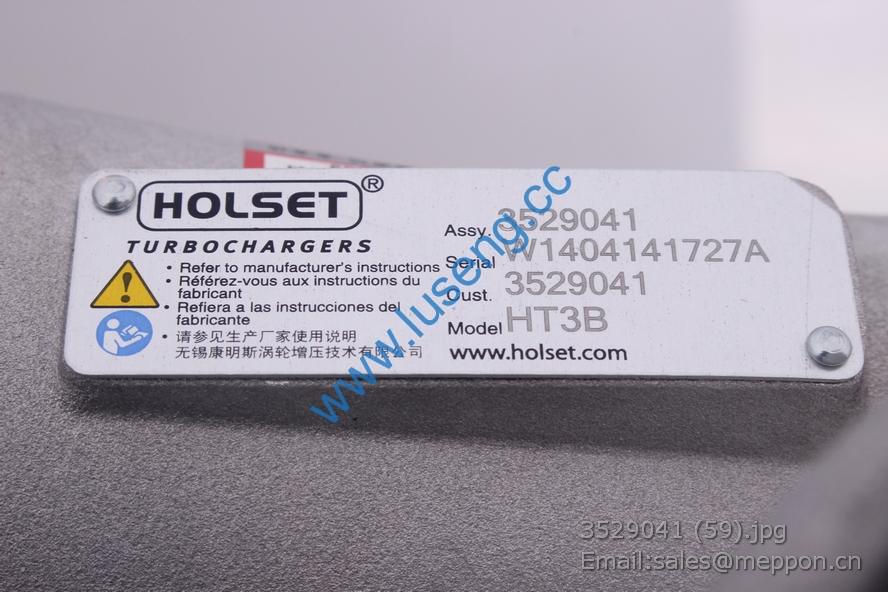 HOLSET®
TURBOCHARGERS
• Refer to manufacturer's instructions
• Référez-vous aux instructions du
fabricant
• Refiera a las instrucciones del
fabricante
• 请参见生产厂家使用说明
无锡康明斯涡轮增压技术有限公司
Assy. 3529041
Serial W1404141727A
Cust. 3529041
Model HT3B
www.holset.com
www.luseng.cc
3529041 (59).jpg
Email:sales@meppon.cn